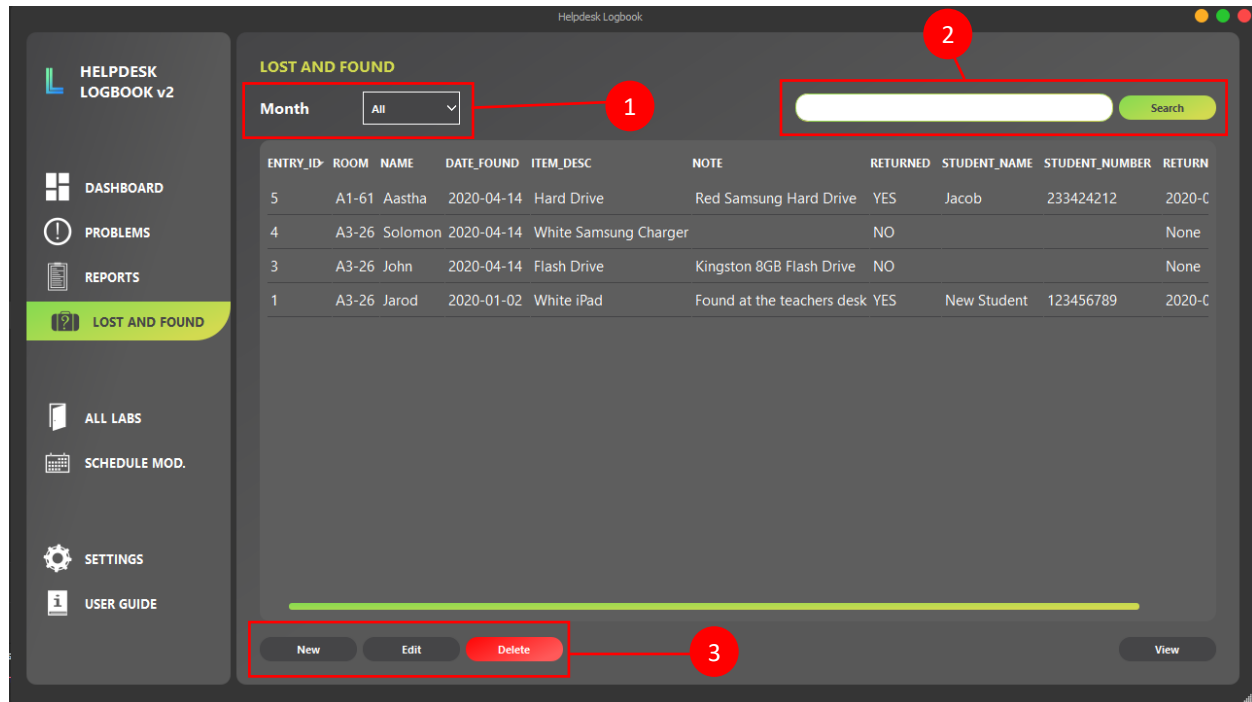 Helpdesk Logbook
HELPDESK
LOGBOOK v2
DASHBOARD
PROBLEMS
REPORTS
LOST AND FOUND
ALL LABS
SCHEDULE MOD.
SETTINGS
USER GUIDE
LOST AND FOUND
Month All 1
2
Search
ENTRY_ID ROOM NAME DATE_FOUND ITEM_DESC NOTE RETURNED STUDENT_NAME STUDENT_NUMBER RETURN
5 A1-61 Aastha 2020-04-14 Hard Drive Red Samsung Hard Drive YES Jacob 233424212 2020-0
4 A3-26 Solomon 2020-04-14 White Samsung Charger NO None
3 A3-26 John 2020-04-14 Flash Drive Kingston 8GB Flash Drive NO None
1 A3-26 Jarod 2020-01-02 White iPad Found at the teachers desk YES New Student 123456789 2020-0
New Edit Delete 3 View